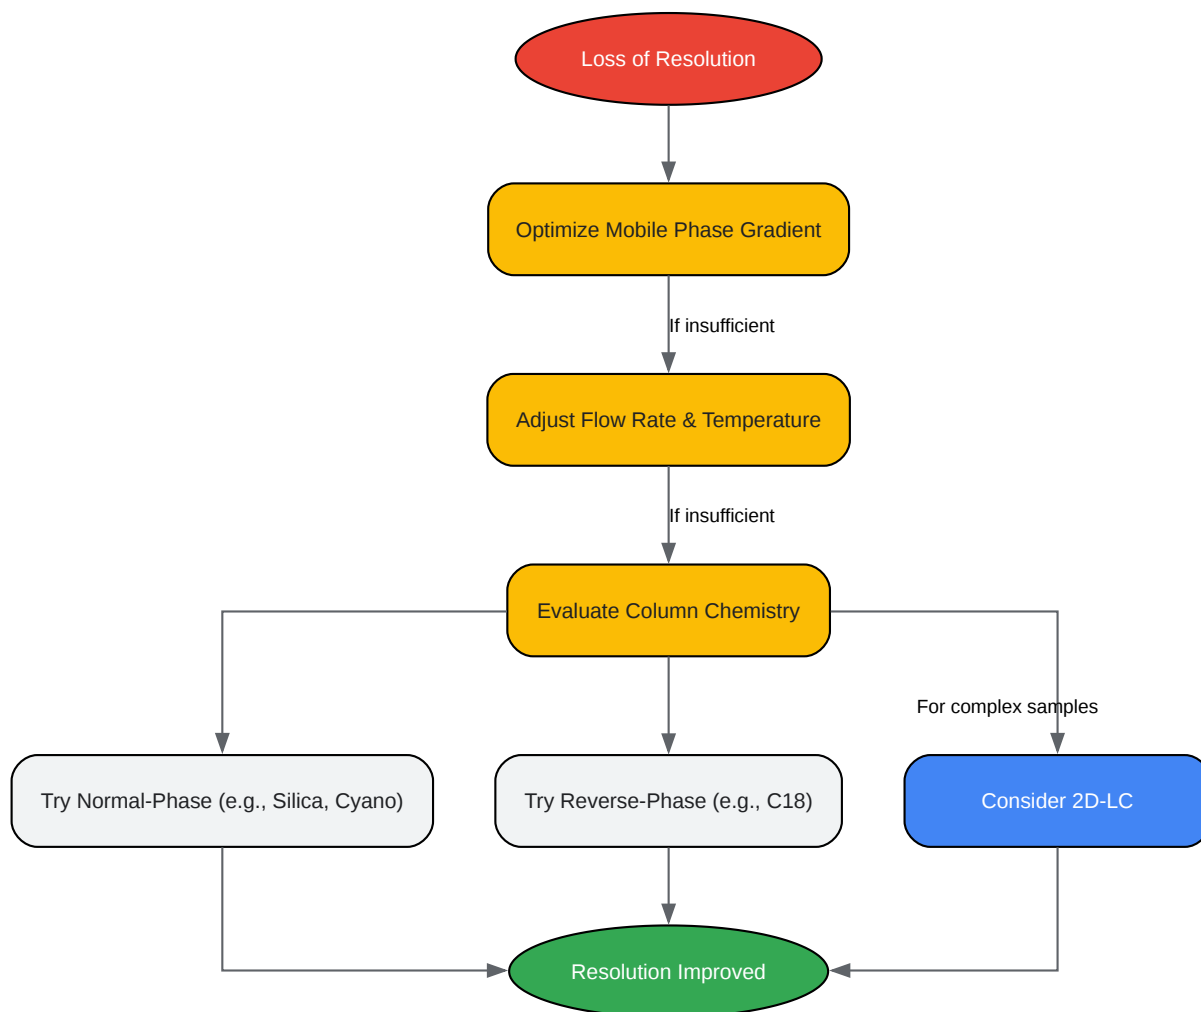 Loss of Resolution
Optimize Mobile Phase Gradient
If insufficient
Adjust Flow Rate & Temperature
If insufficient
Evaluate Column Chemistry
For complex samples
Try Normal-Phase (e.g., Silica, Cyano)
Try Reverse-Phase (e.g., C18)
Consider 2D-LC
Resolution Improved